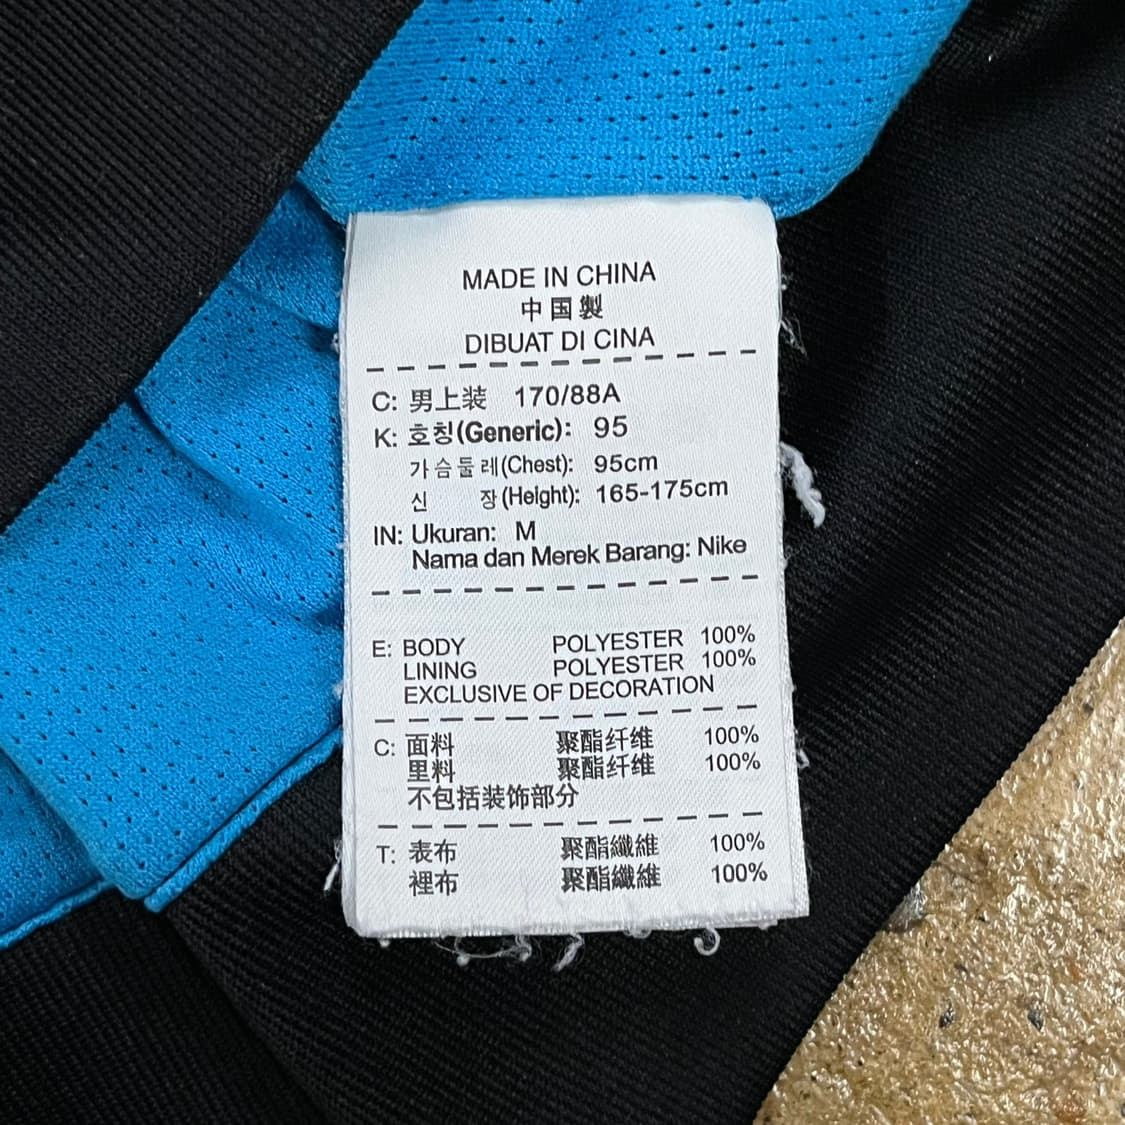 MADE IN CHINA
中国製
DIBUAT DI CINA
C: 男上装 170/88A
K: 호칭(Generic): 95
가슴둘레(Chest): 95cm
신 장(Height): 165-175cm
IN: Ukuran: M
Nama dan Merek Barang: Nike
E: BODY POLYESTER 100%
LINING POLYESTER 100%
EXCLUSIVE OF DECORATION
C: 面料 聚酯纤维 100%
里料 聚酯纤维 100%
不包括装饰部分
T: 表布 聚酯纖維 100%
裡布 聚酯纖維 100%